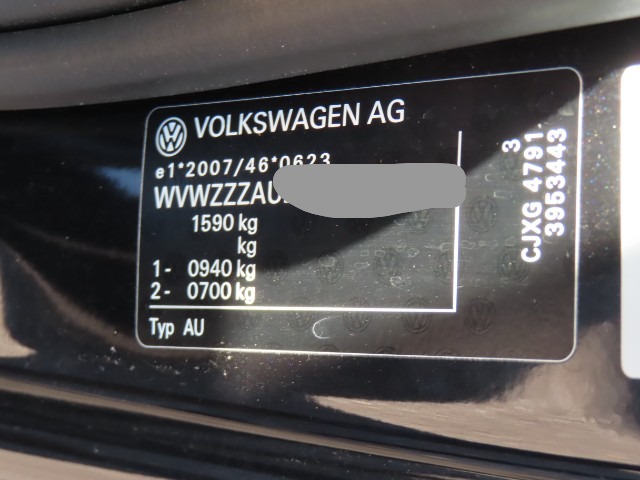 VOLKSWAGEN AG
e1*2007/46*0623
WVWZZZAU
1590 kg
kg
1- 0940 kg
2- 0700 kg
Typ AU
3
CJXG 4791
3953443